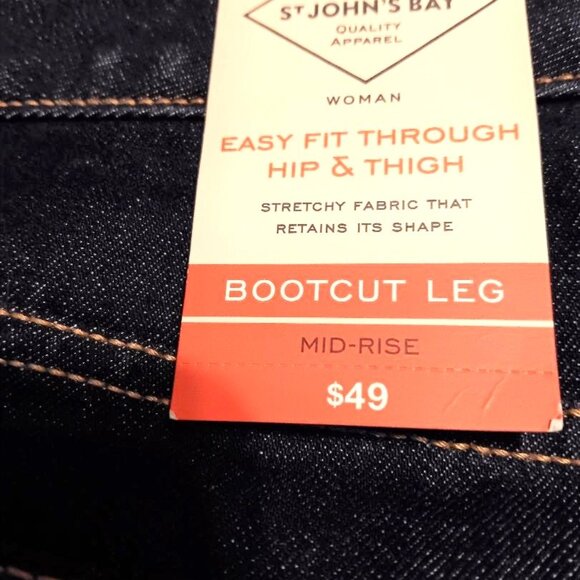 ST JOHN'S BAY
QUALITY
APPAREL
WOMAN
EASY FIT THROUGH
HIP & THIGH
STRETCHY FABRIC THAT
RETAINS ITS SHAPE
BOOTCUT LEG
MID-RISE
$49